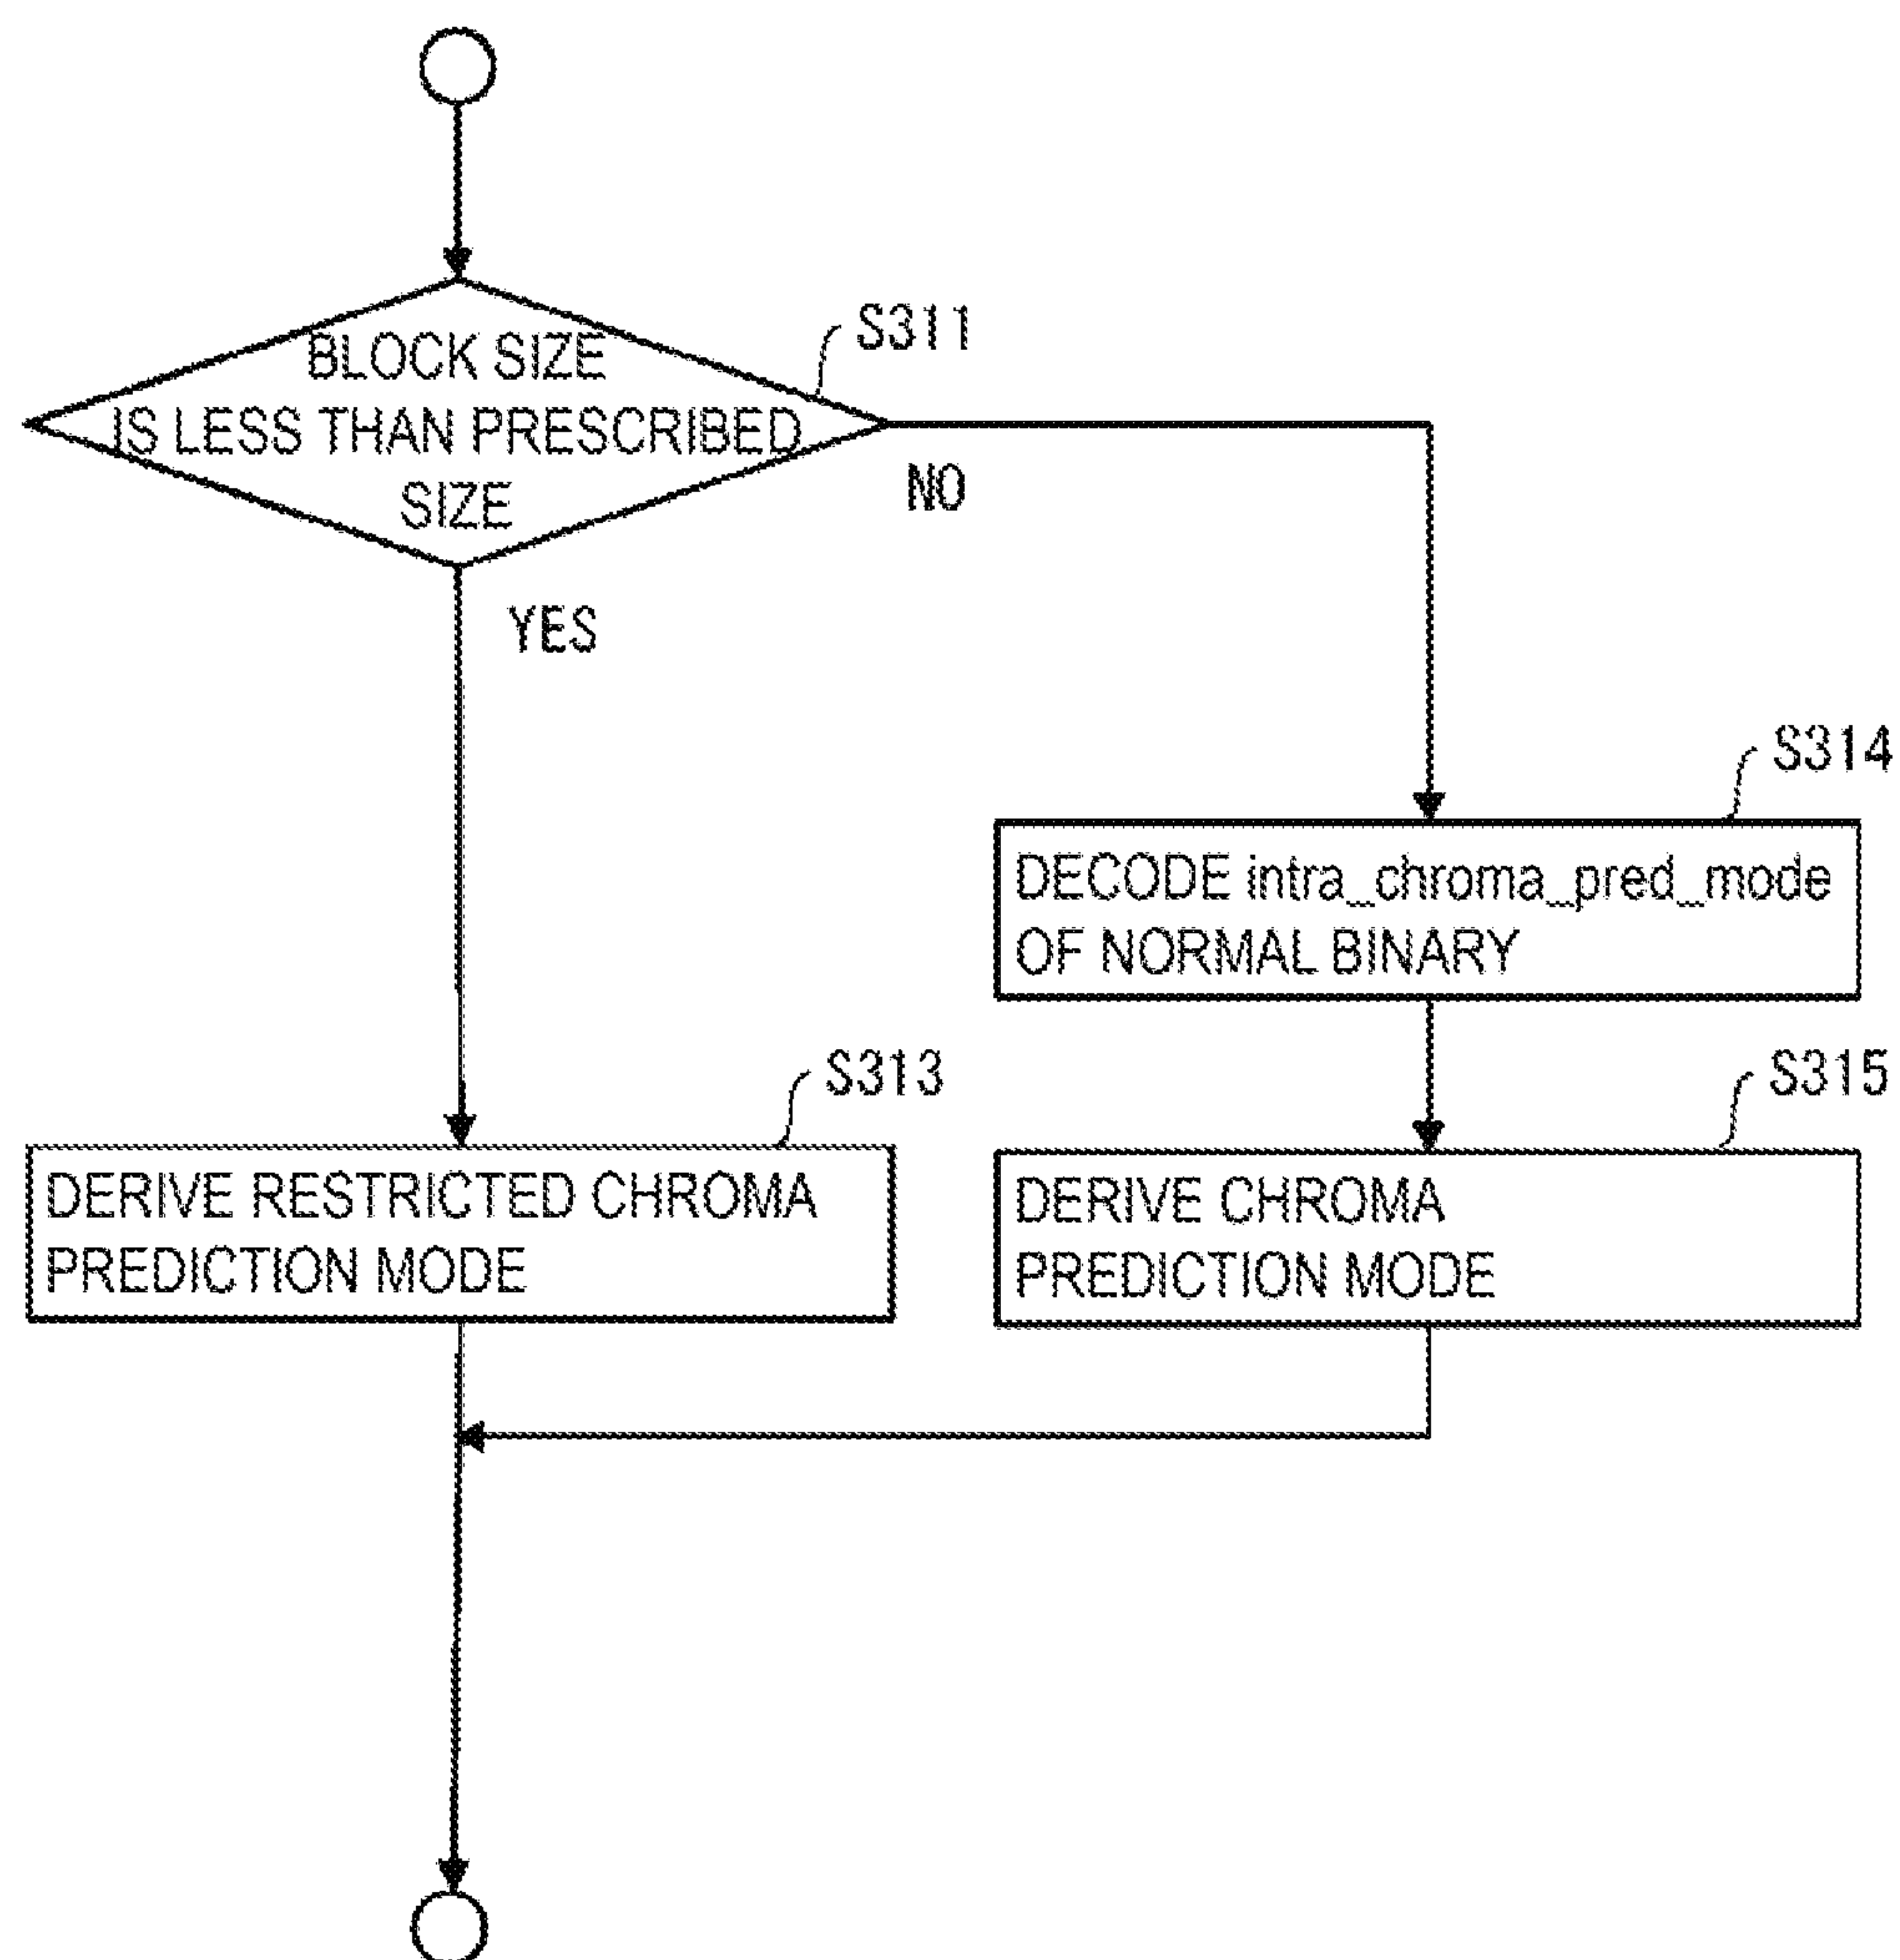 S311
BLOCK SIZE
IS LESS THAN PRESCRIBED
SIZE
NO
YES
S314
DECODE intra_chroma_pred_mode
OF NORMAL BINARY
S313
DERIVE RESTRICTED CHROMA
PREDICTION MODE
S315
DERIVE CHROMA
PREDICTION MODE